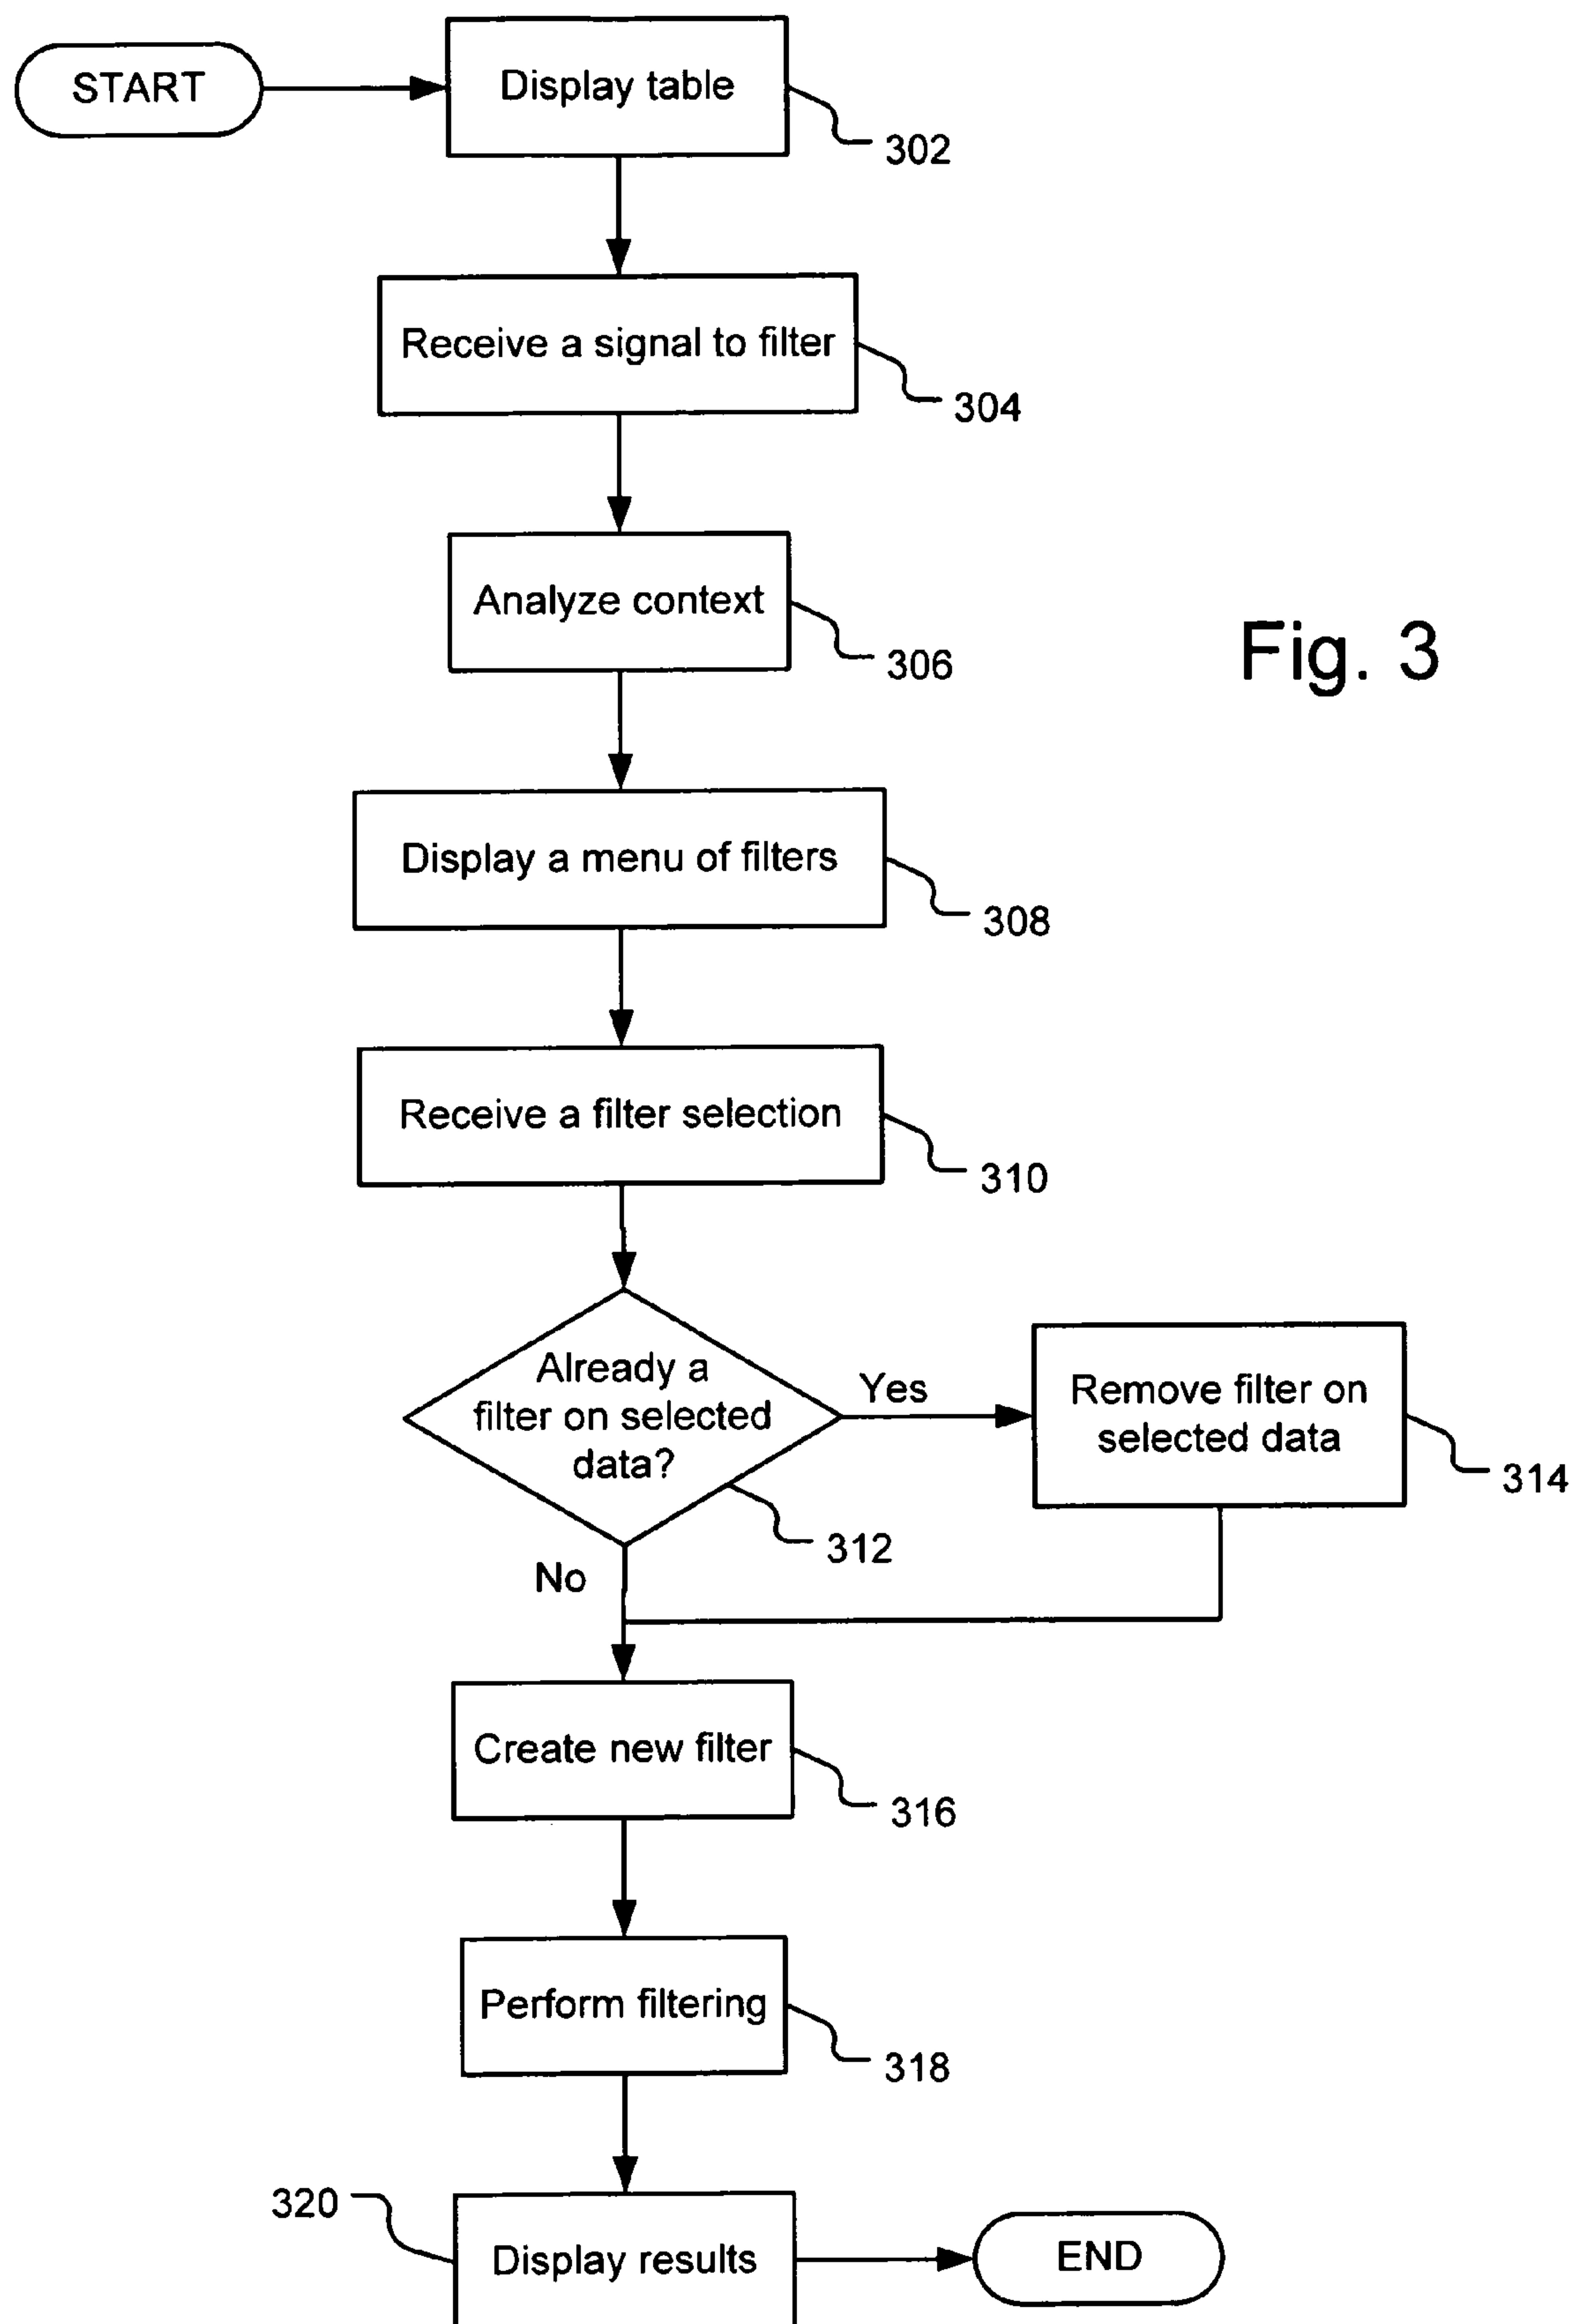 START
Display table
302
Receive a signal to filter
304
Analyze context
306
Fig. 3
Display a menu of filters
308
Receive a filter selection
310
Already a
filter on selected
data?
312
Yes
Remove filter on
selected data
314
No
Create new filter
316
Perform filtering
318
320
Display results
END